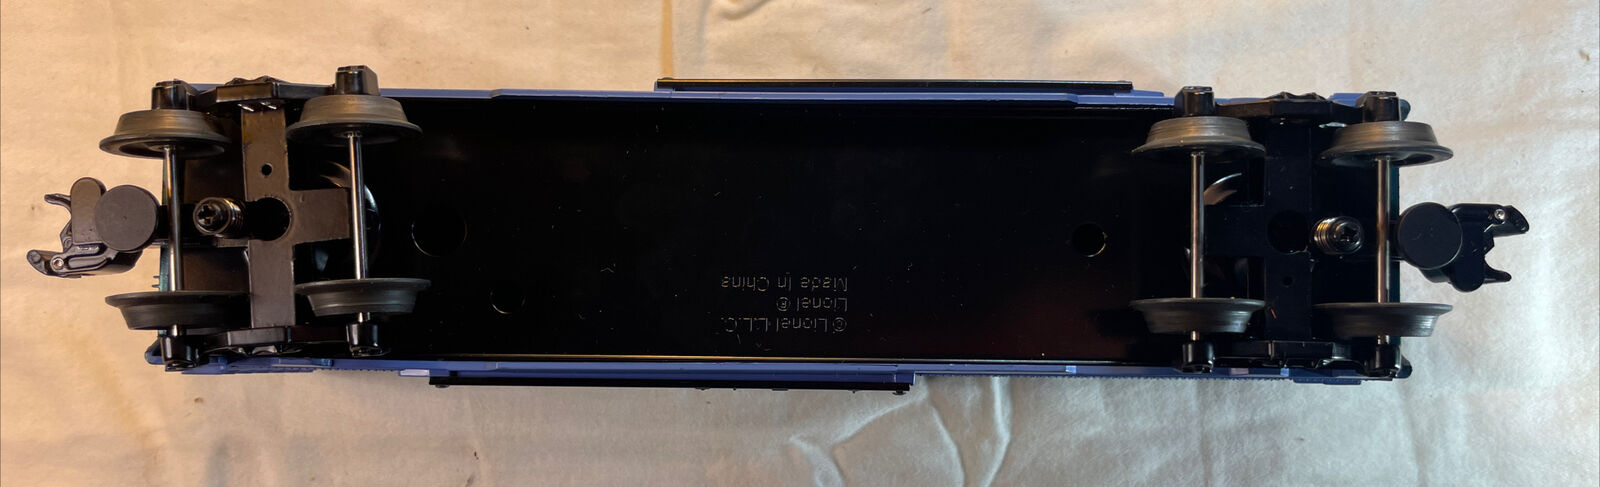 © Lionel L.L.C.
Lionel ®
Made in China